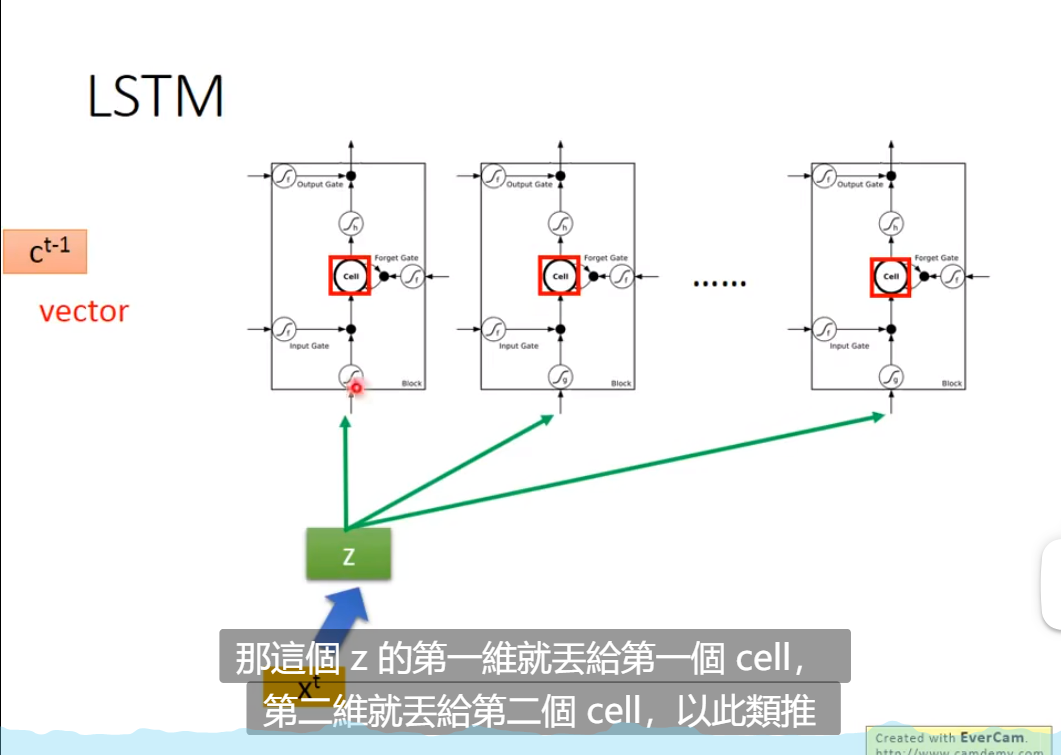 LSTM
c^t-1
vector
f
Output Gate
h
Forget Gate
Cell
f
f
Input Gate
Block
f
Output Gate
h
Forget Gate
Cell
f
f
Input Gate
g
Block
......
f
Output Gate
h
Forget Gate
Cell
f
f
Input Gate
g
Block
z
x^t
那這個 z 的第一維就丟給第一個 cell，
第二維就丟給第二個 cell，以此類推
Created with EverCam.
http://www.camdemy.com